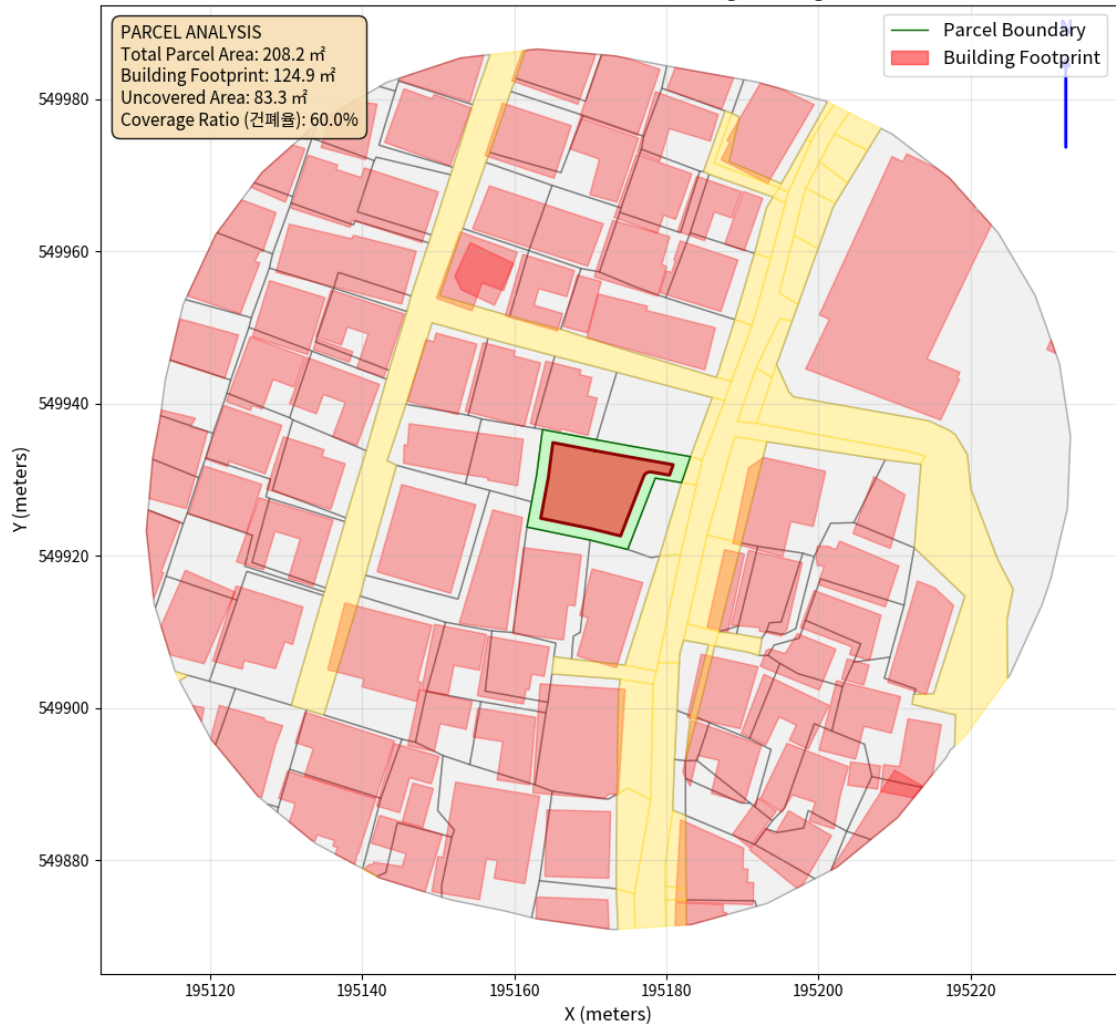 PARCEL ANALYSIS
Total Parcel Area: 208.2 ㎡
Building Footprint: 124.9 ㎡
Uncovered Area: 83.3 ㎡
Coverage Ratio (건폐율): 60.0%
Parcel Boundary
Building Footprint
N
549980
549960
549940
549920
549900
549880
Y (meters)
195120
195140
195160
195180
195200
195220
X (meters)